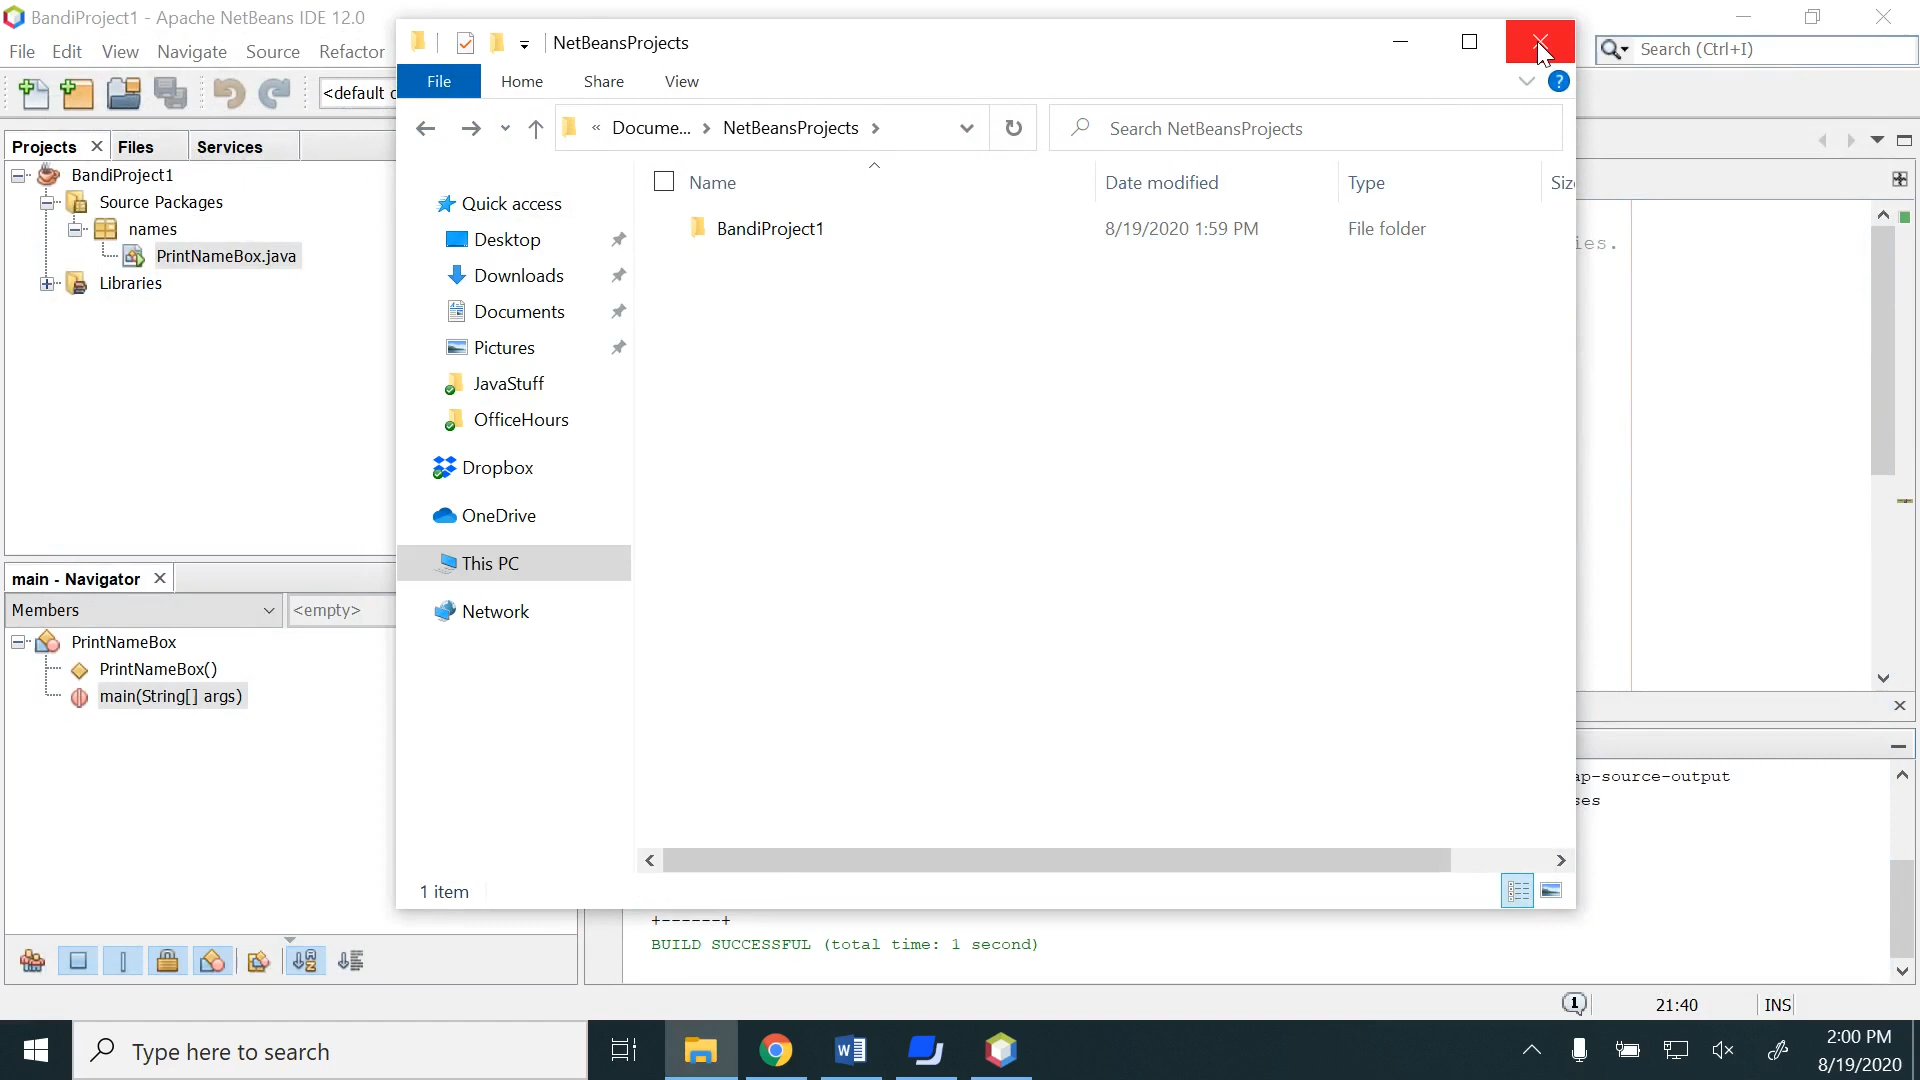 BandiProject1 - Apache NetBeans IDE 12.0
File Edit View Navigate Source Refactor
Search (Ctrl+I)
<default c
NetBeansProjects
File Home Share View
?
« Docume... NetBeansProjects
Search NetBeansProjects
Projects Files Services
BandiProject1
Source Packages
names
PrintNameBox.java
Libraries
Name Date modified Type Siz
BandiProject1 8/19/2020 1:59 PM File folder
Quick access
Desktop
Downloads
Documents
Pictures
JavaStuff
OfficeHours
Dropbox
OneDrive
This PC
Network
1 item
ies.
main - Navigator
Members <empty>
PrintNameBox
PrintNameBox()
main(String[] args)
ap-source-output
ses
+------+
BUILD SUCCESSFUL (total time: 1 second)
1 21:40 INS
Type here to search
2:00 PM
8/19/2020